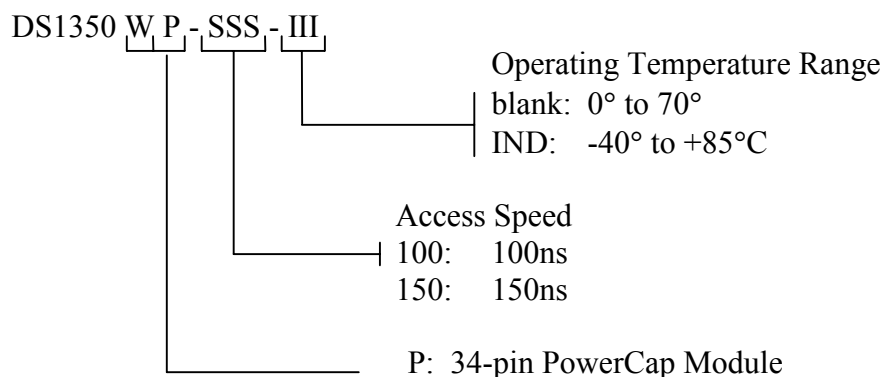 DS1350 W P - SSS - III
Operating Temperature Range
blank: 0° to 70°
IND: -40° to +85°C
Access Speed
100: 100ns
150: 150ns
P: 34-pin PowerCap Module